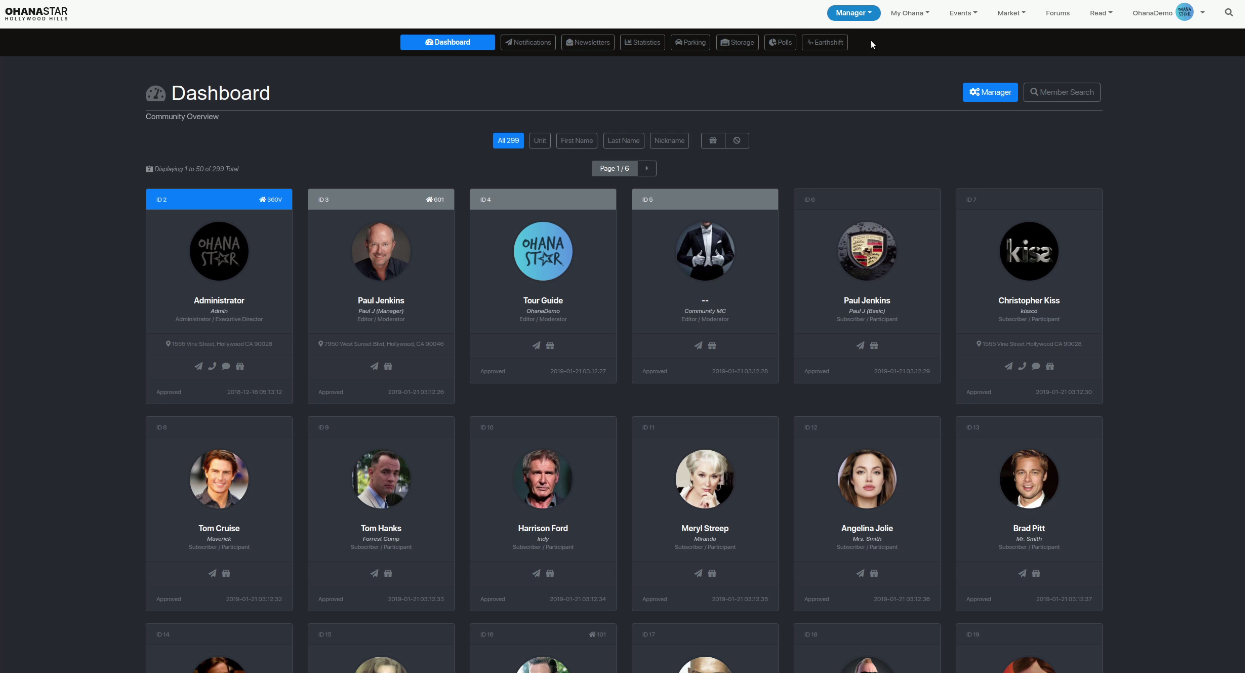 OHANASTAR
HOLLYWOOD HILLS
Manager
My Ohana
Events
Market
Forums
Read
OhanaDemo
Dashboard
Notifications
Newsletters
Statistics
Parking
Storage
Polls
Earthshift
Dashboard
Manager
Member Search
Community Overview
All 299
Unit
First Name
Last Name
Nickname
Displaying 1 to 50 of 299 Total
Page 1 / 6
ID 2
360V
ID 3
601
ID 4
ID 5
ID 6
ID 7
OHANA
STAR
OHANA
STAR
kiss
Administrator
Admin
Administrator / Executive Director
Paul Jenkins
Paul J (Manager)
Editor / Moderator
Tour Guide
OhanaDemo
Editor / Moderator
--
Community MC
Editor / Moderator
Paul Jenkins
Paul J (Basic)
Subscriber / Participant
Christopher Kiss
kissco
Subscriber / Participant
1555 Vine Street, Hollywood CA 90028
7950 West Sunset Blvd, Hollywood, CA 90046
1555 Vine Street Hollywood CA 90028
Approved
2018-12-16 05:13:12
Approved
2019-01-21 03:12:26
Approved
2019-01-21 03:12:27
Approved
2019-01-21 03:12:28
Approved
2019-01-21 03:12:29
Approved
2019-01-21 03:12:30
ID 8
ID 9
ID 10
ID 11
ID 12
ID 13
Tom Cruise
Maverick
Subscriber / Participant
Tom Hanks
Forrest Gump
Subscriber / Participant
Harrison Ford
Indy
Subscriber / Participant
Meryl Streep
Miranda
Subscriber / Participant
Angelina Jolie
Mrs. Smith
Subscriber / Participant
Brad Pitt
Mr. Smith
Subscriber / Participant
Approved
2019-01-21 03:12:32
Approved
2019-01-21 03:12:33
Approved
2019-01-21 03:12:34
Approved
2019-01-21 03:12:35
Approved
2019-01-21 03:12:36
Approved
2019-01-21 03:12:37
ID 14
ID 15
ID 16
101
ID 17
ID 18
ID 19